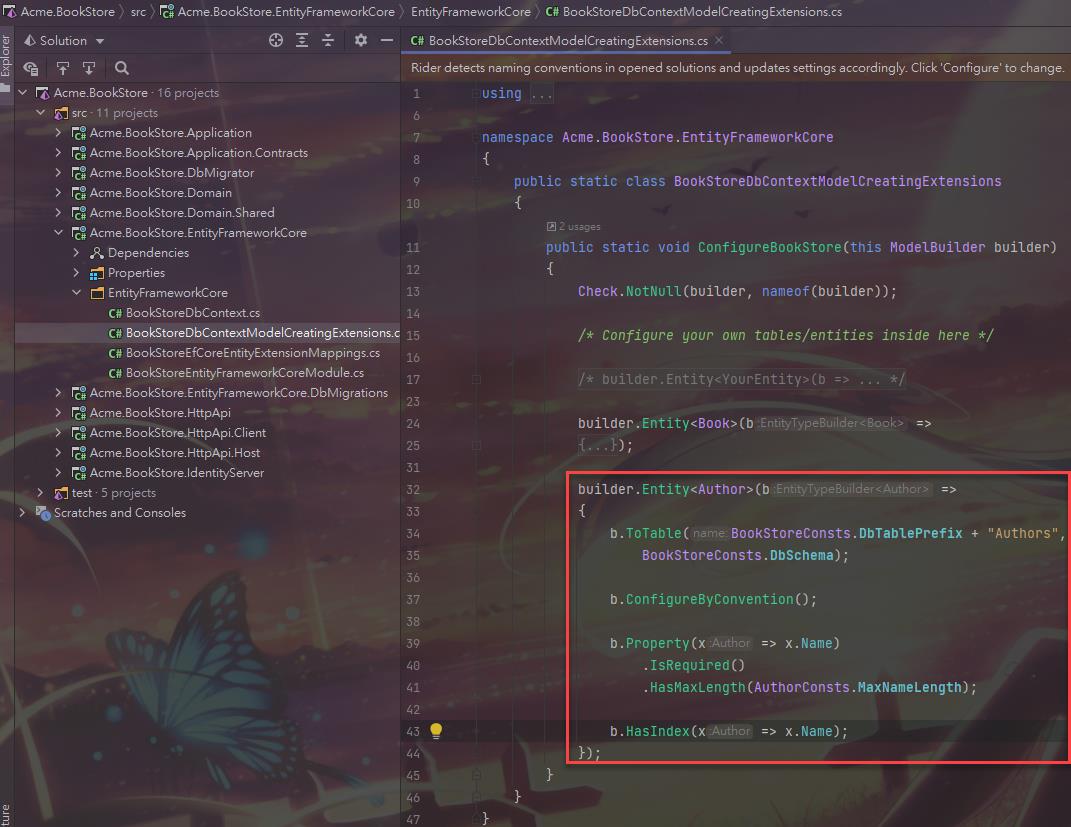 Acme.BookStore 〉 src 〉 Acme.BookStore.EntityFrameworkCore 〉 EntityFrameworkCore 〉 C# BookStoreDbContextModelCreatingExtensions.cs
Explorer
Solution
C# BookStoreDbContextModelCreatingExtensions.cs ×
Rider detects naming conventions in opened solutions and updates settings accordingly. Click 'Configure' to change.
Acme.BookStore · 16 projects
src · 11 projects
C# Acme.BookStore.Application
C# Acme.BookStore.Application.Contracts
C# Acme.BookStore.DbMigrator
C# Acme.BookStore.Domain
C# Acme.BookStore.Domain.Shared
C# Acme.BookStore.EntityFrameworkCore
Dependencies
Properties
EntityFrameworkCore
C# BookStoreDbContext.cs
C# BookStoreDbContextModelCreatingExtensions.c
C# BookStoreEfCoreEntityExtensionMappings.cs
C# BookStoreEntityFrameworkCoreModule.cs
C# Acme.BookStore.EntityFrameworkCore.DbMigrations
C# Acme.BookStore.HttpApi
C# Acme.BookStore.HttpApi.Client
C# Acme.BookStore.HttpApi.Host
C# Acme.BookStore.IdentityServer
test · 5 projects
Scratches and Consoles
ture
1 using ...
6
7 namespace Acme.BookStore.EntityFrameworkCore
8 {
9 public static class BookStoreDbContextModelCreatingExtensions
10 {
2 usages
11 public static void ConfigureBookStore(this ModelBuilder builder)
12 {
13 Check.NotNull(builder, nameof(builder));
14
15 /* Configure your own tables/entities inside here */
16
17 /* builder.Entity<YourEntity>(b => ... */
23
24 builder.Entity<Book>(b :EntityTypeBuilder<Book> =>
25 {...});
31
32 builder.Entity<Author>(b :EntityTypeBuilder<Author> =>
33 {
34 b.ToTable( name: BookStoreConsts.DbTablePrefix + "Authors",
35 BookStoreConsts.DbSchema);
36
37 b.ConfigureByConvention();
38
39 b.Property(x :Author => x.Name)
40 .IsRequired()
41 .HasMaxLength(AuthorConsts.MaxNameLength);
42
43 b.HasIndex(x :Author => x.Name);
44 });
45 }
46 }
47 }